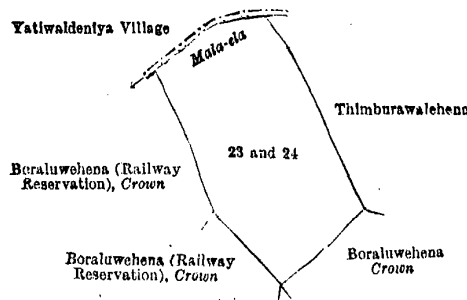 Yatiwaldeniya Village
Mala-ela
Thimburawalehena
23 and 24
Boraluwehena (Railway
Reservation), Crown
Boraluwehena (Railway
Reservation), Crown
Boraluwehena
Crown